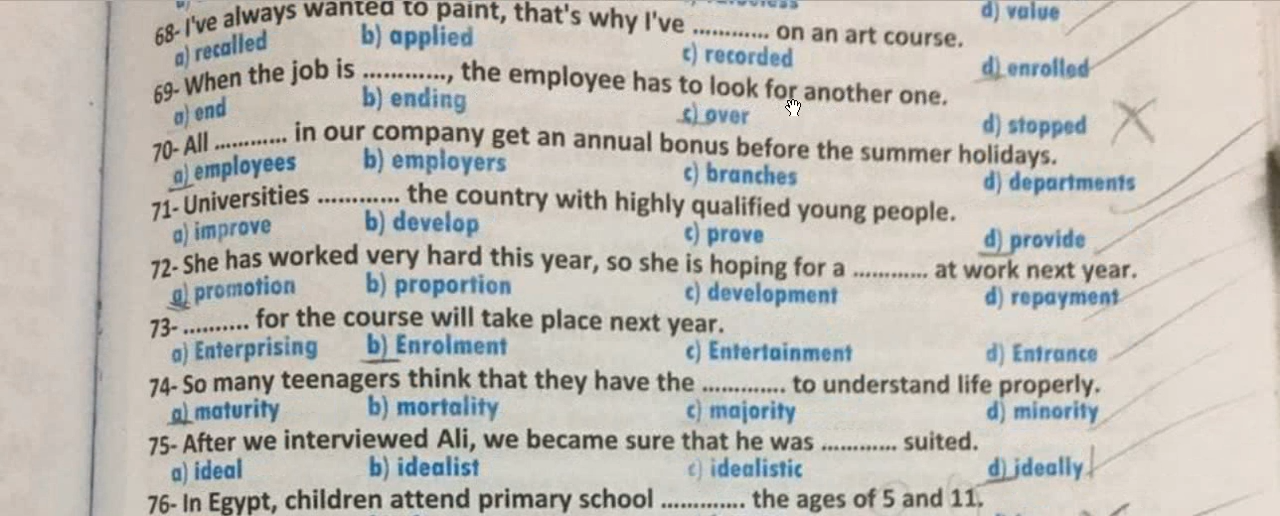 d) value
68- I've always wanted to paint, that's why I've ............ on an art course.
a) recalled b) applied c) recorded d) enrolled
69- When the job is ............, the employee has to look for another one.
a) end b) ending c) over d) stopped
70- All ............ in our company get an annual bonus before the summer holidays.
a) employees b) employers c) branches d) departments
71- Universities ............ the country with highly qualified young people.
a) improve b) develop c) prove d) provide
72- She has worked very hard this year, so she is hoping for a ............ at work next year.
a) promotion b) proportion c) development d) repayment
73- .......... for the course will take place next year.
a) Enterprising b) Enrolment c) Entertainment d) Entrance
74- So many teenagers think that they have the ............. to understand life properly.
a) maturity b) mortality c) majority d) minority
75- After we interviewed Ali, we became sure that he was ............ suited.
a) ideal b) idealist c) idealistic d) ideally
76- In Egypt, children attend primary school ............. the ages of 5 and 11.